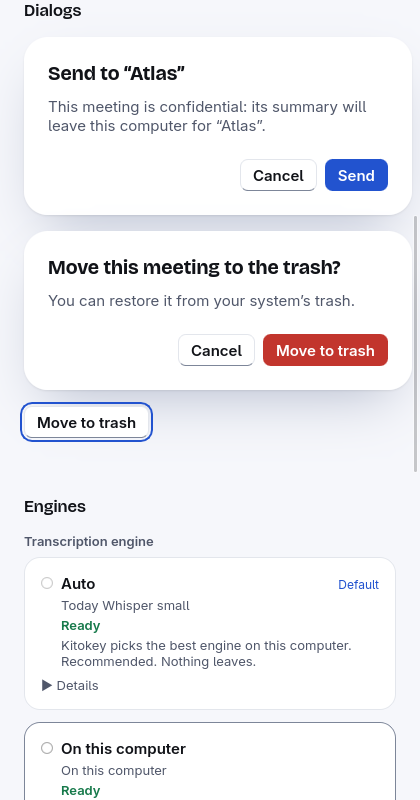 Dialogs
Send to “Atlas”
This meeting is confidential: its summary will
leave this computer for “Atlas”.
Cancel
Send
Move this meeting to the trash?
You can restore it from your system’s trash.
Cancel
Move to trash
Move to trash
Engines
Transcription engine
Auto
Default
Today Whisper small
Ready
Kitokey picks the best engine on this computer.
Recommended. Nothing leaves.
▶ Details
On this computer
On this computer
Ready